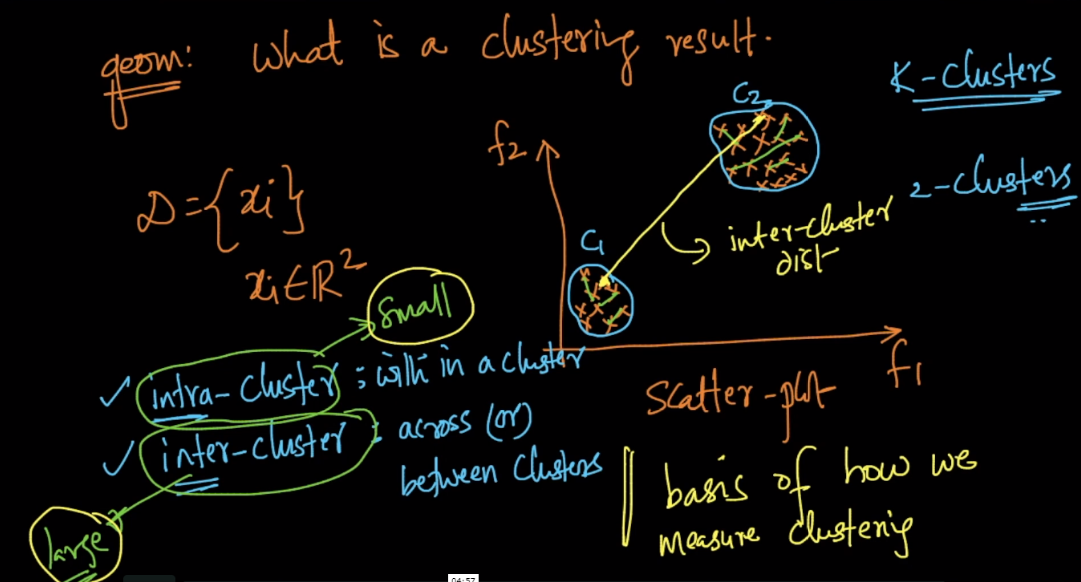 geom: What is a clustering result.
K-clusters
C2
f2
D = {xi}
2-clusters
inter-cluster
dist
C1
xi ∈ ℝ²
small
intra-cluster : with in a cluster
f1
scatter-plot
inter-cluster : across (or)
between clusters
basis of how we
measure clustering
large
04:57